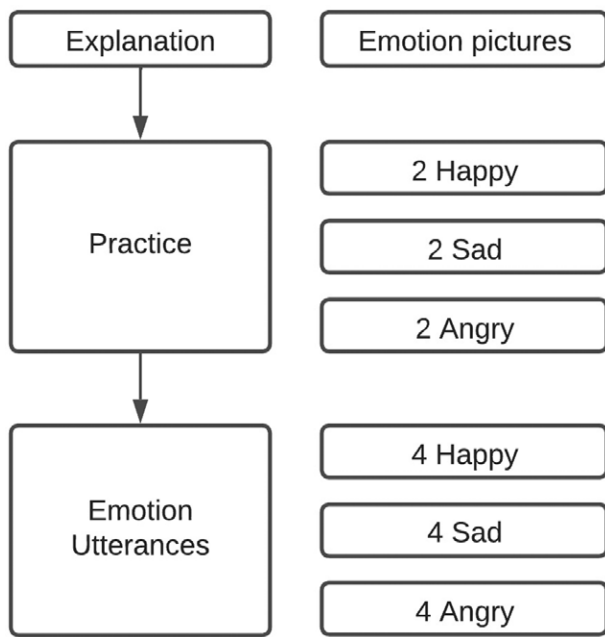 Explanation
Emotion pictures
Practice
2 Happy
2 Sad
2 Angry
Emotion
Utterances
4 Happy
4 Sad
4 Angry